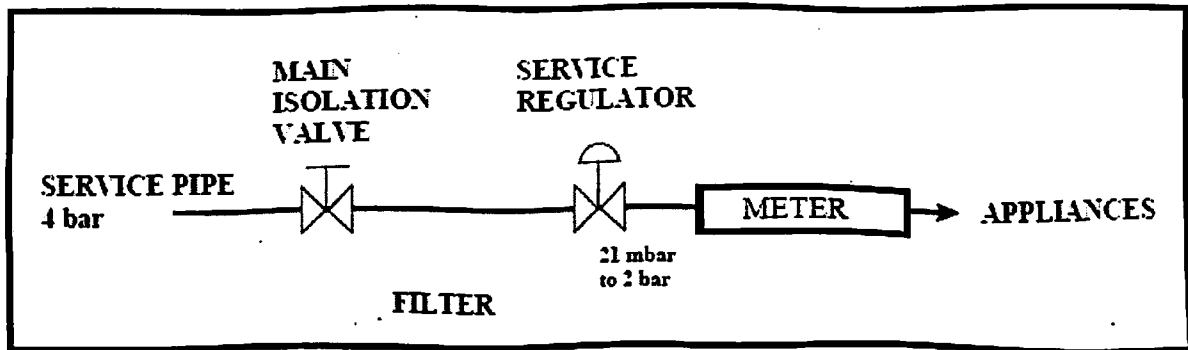 MAIN
ISOLATION
VALVE
SERVICE
REGULATOR
SERVICE PIPE
4 bar
METER
APPLIANCES
21 mbar
to 2 bar
FILTER